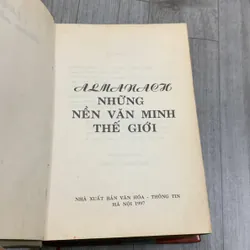 ALMANACH
NHỮNG
NỀN VĂN MINH
THẾ GIỚI
NHÀ XUẤT BẢN VĂN HÓA - THÔNG TIN
HÀ NỘI 1997